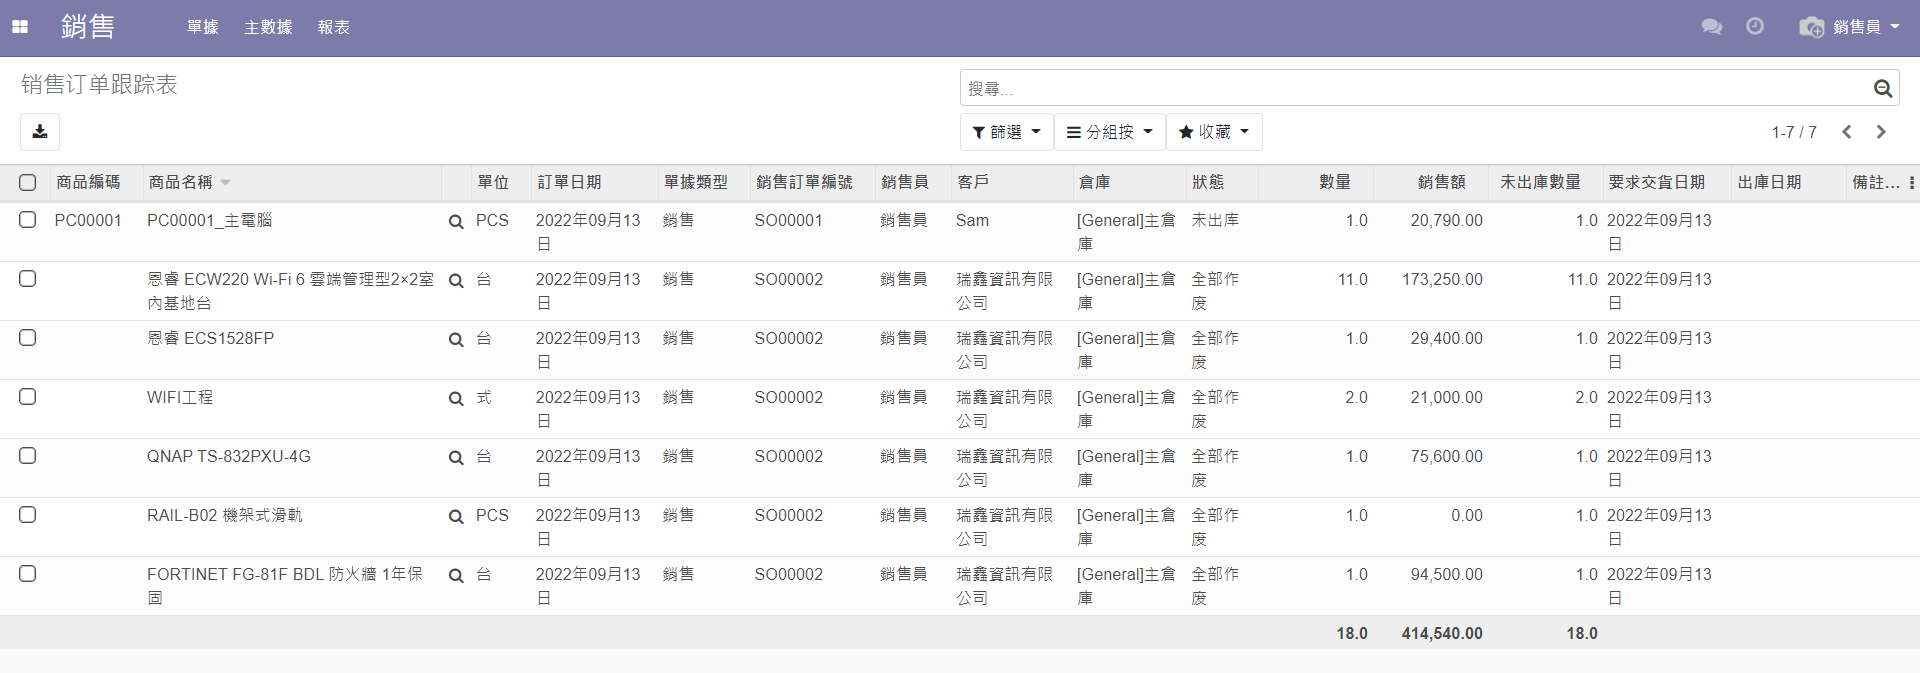 銷售 單據 主數據 報表 銷售員
销售订单跟踪表
搜尋...
篩選 分組按 收藏 1-7 / 7
商品編碼 商品名稱 單位 訂單日期 單據類型 銷售訂單編號 銷售員 客戶 倉庫 狀態 數量 銷售額 未出庫數量 要求交貨日期 出庫日期 備註...
PC00001 PC00001_主電腦 PCS 2022年09月13 銷售 SO00001 銷售員 Sam [General]主倉 未出库 1.0 20,790.00 1.0 2022年09月13
日 庫 日
恩睿 ECW220 Wi-Fi 6 雲端管理型2×2室 台 2022年09月13 銷售 SO00002 銷售員 瑞鑫資訊有限 [General]主倉 全部作 11.0 173,250.00 11.0 2022年09月13
內基地台 日 公司 庫 废 日
恩睿 ECS1528FP 台 2022年09月13 銷售 SO00002 銷售員 瑞鑫資訊有限 [General]主倉 全部作 1.0 29,400.00 1.0 2022年09月13
日 公司 庫 废 日
WIFI工程 式 2022年09月13 銷售 SO00002 銷售員 瑞鑫資訊有限 [General]主倉 全部作 2.0 21,000.00 2.0 2022年09月13
日 公司 庫 废 日
QNAP TS-832PXU-4G 台 2022年09月13 銷售 SO00002 銷售員 瑞鑫資訊有限 [General]主倉 全部作 1.0 75,600.00 1.0 2022年09月13
日 公司 庫 废 日
RAIL-B02 機架式滑軌 PCS 2022年09月13 銷售 SO00002 銷售員 瑞鑫資訊有限 [General]主倉 全部作 1.0 0.00 1.0 2022年09月13
日 公司 庫 废 日
FORTINET FG-81F BDL 防火牆 1年保 台 2022年09月13 銷售 SO00002 銷售員 瑞鑫資訊有限 [General]主倉 全部作 1.0 94,500.00 1.0 2022年09月13
固 日 公司 庫 废 日
18.0 414,540.00 18.0